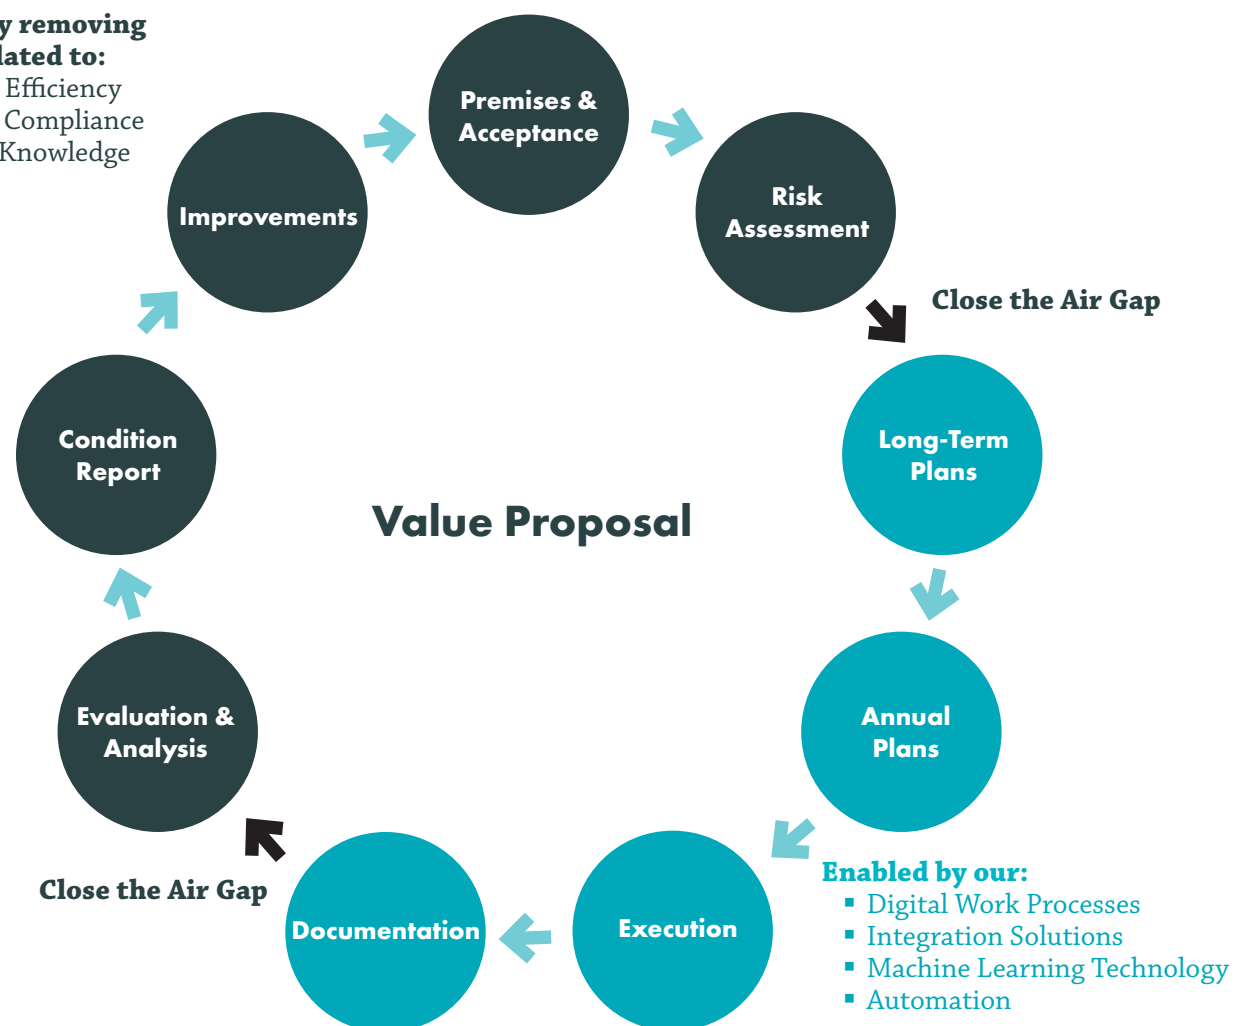 y removing
lated to:
Efficiency
Compliance
Knowledge
Premises &
Acceptance
Risk
Assessment
Close the Air Gap
Long-Term
Plans
Annual
Plans
Enabled by our:
▪ Digital Work Processes
▪ Integration Solutions
▪ Machine Learning Technology
▪ Automation
Execution
Documentation
Close the Air Gap
Evaluation &
Analysis
Condition
Report
Improvements
Value Proposal